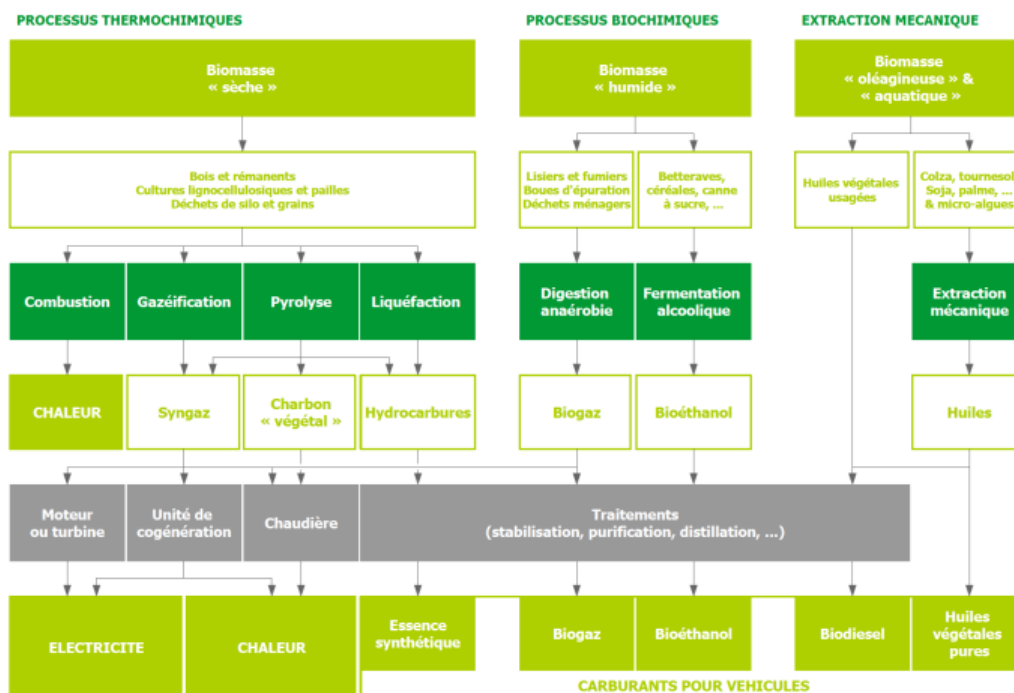 PROCESSUS THERMOCHIMIQUES
PROCESSUS BIOCHIMIQUES
EXTRACTION MECANIQUE
Biomasse
« sèche »
Biomasse
« humide »
Biomasse
« oléagineuse » &
« aquatique »
Bois et rémanents
Cultures lignocellulosiques et pailles
Déchets de silo et grains
Lisiers et fumiers
Boues d'épuration
Déchets ménagers
Betteraves,
céréales, canne
à sucre, ...
Huiles végétales
usagées
Colza, tournesol,
Soja, palme, ...
& micro-algues
Combustion
Gazéification
Pyrolyse
Liquéfaction
Digestion
anaérobie
Fermentation
alcoolique
Extraction
mécanique
CHALEUR
Syngaz
Charbon
« végétal »
Hydrocarbures
Biogaz
Bioéthanol
Huiles
Moteur
ou turbine
Unité de
cogénération
Chaudière
Traitements
(stabilisation, purification, distillation, ...)
ELECTRICITE
CHALEUR
Essence
synthétique
Biogaz
Bioéthanol
Biodiesel
Huiles
végétales
pures
CARBURANTS POUR VEHICULES